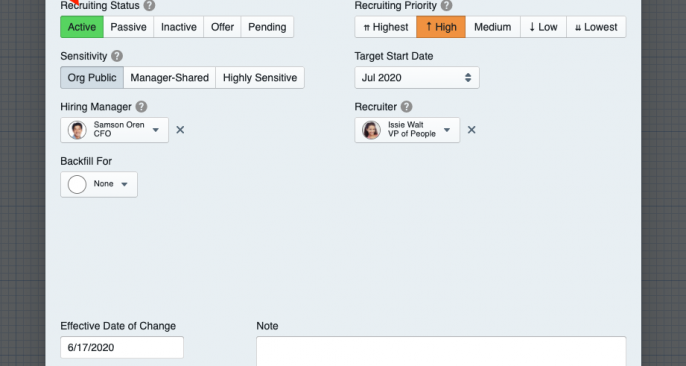 Recruiting Status ? Recruiting Priority ?
Active Passive Inactive Offer Pending ⇈ Highest ↑ High Medium ↓ Low ⇊ Lowest
Sensitivity ? Target Start Date
Org Public Manager-Shared Highly Sensitive Jul 2020
Hiring Manager ? Recruiter ?
Samson Oren Issie Walt
CFO VP of People
Backfill For
None
Effective Date of Change Note
6/17/2020